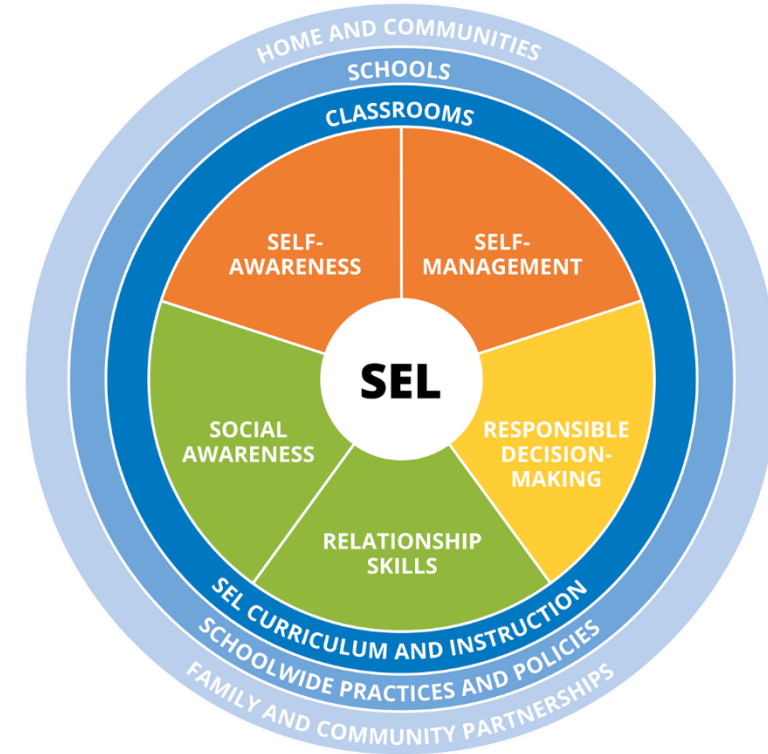 HOME AND COMMUNITIES
SCHOOLS
CLASSROOMS
SELF-
AWARENESS
SELF-
MANAGEMENT
SEL
SOCIAL
AWARENESS
RESPONSIBLE
DECISION-
MAKING
RELATIONSHIP
SKILLS
SEL CURRICULUM AND INSTRUCTION
SCHOOLWIDE PRACTICES AND POLICIES
FAMILY AND COMMUNITY PARTNERSHIPS